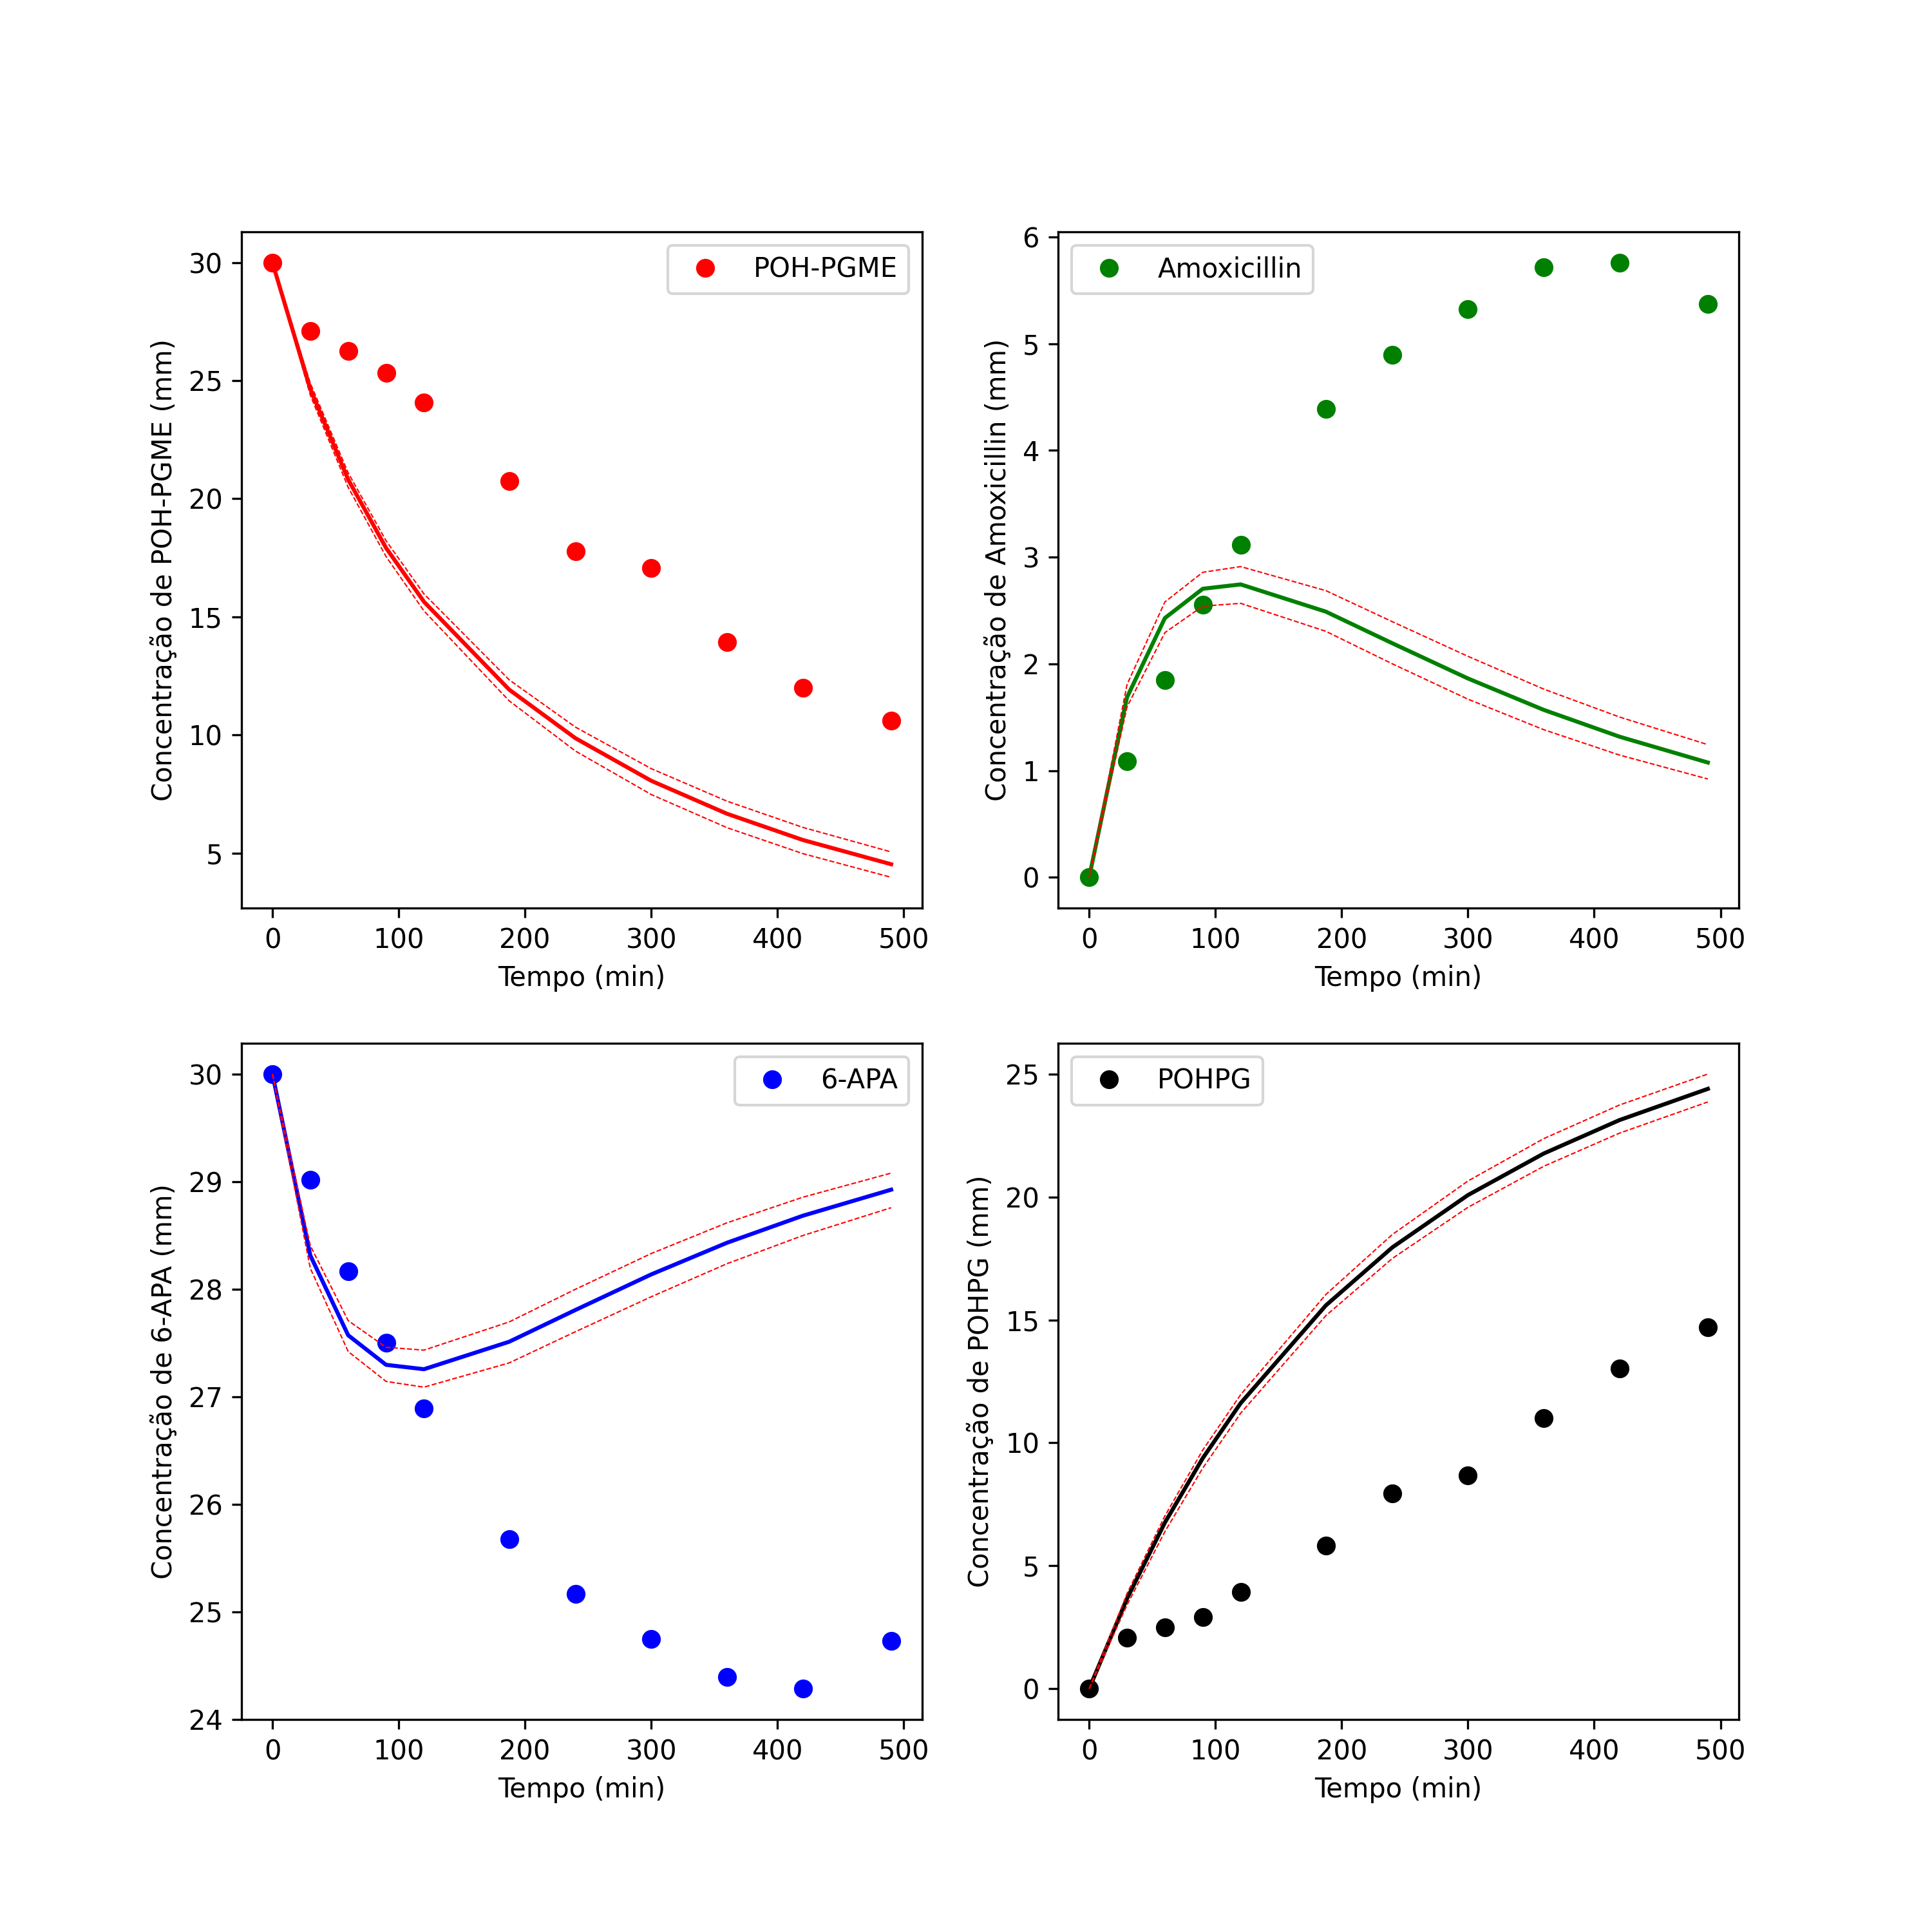 POH-PGME
30
25
20
15
10
5
Concentração de POH-PGME (mm)
0 100 200 300 400 500
Tempo (min)
Amoxicillin
6
5
4
3
2
1
0
Concentração de Amoxicillin (mm)
0 100 200 300 400 500
Tempo (min)
6-APA
30
29
28
27
26
25
24
Concentração de 6-APA (mm)
0 100 200 300 400 500
Tempo (min)
POHPG
25
20
15
10
5
0
Concentração de POHPG (mm)
0 100 200 300 400 500
Tempo (min)